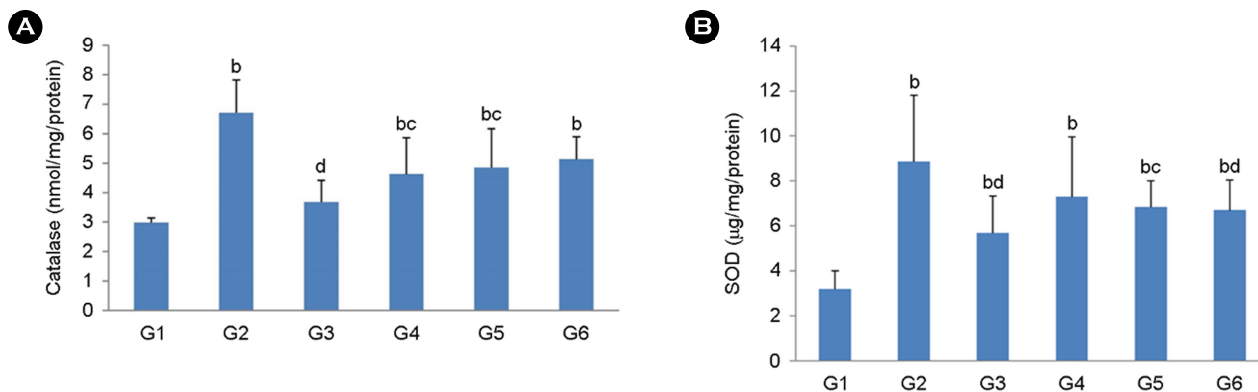 A
Catalase (nmol/mg/protein)
9
8
7
6
5
4
3
2
1
0
b
d
bc
bc
b
G1 G2 G3 G4 G5 G6
B
SOD (µg/mg/protein)
14
12
10
8
6
4
2
0
b
bd
b
bc
bd
G1 G2 G3 G4 G5 G6